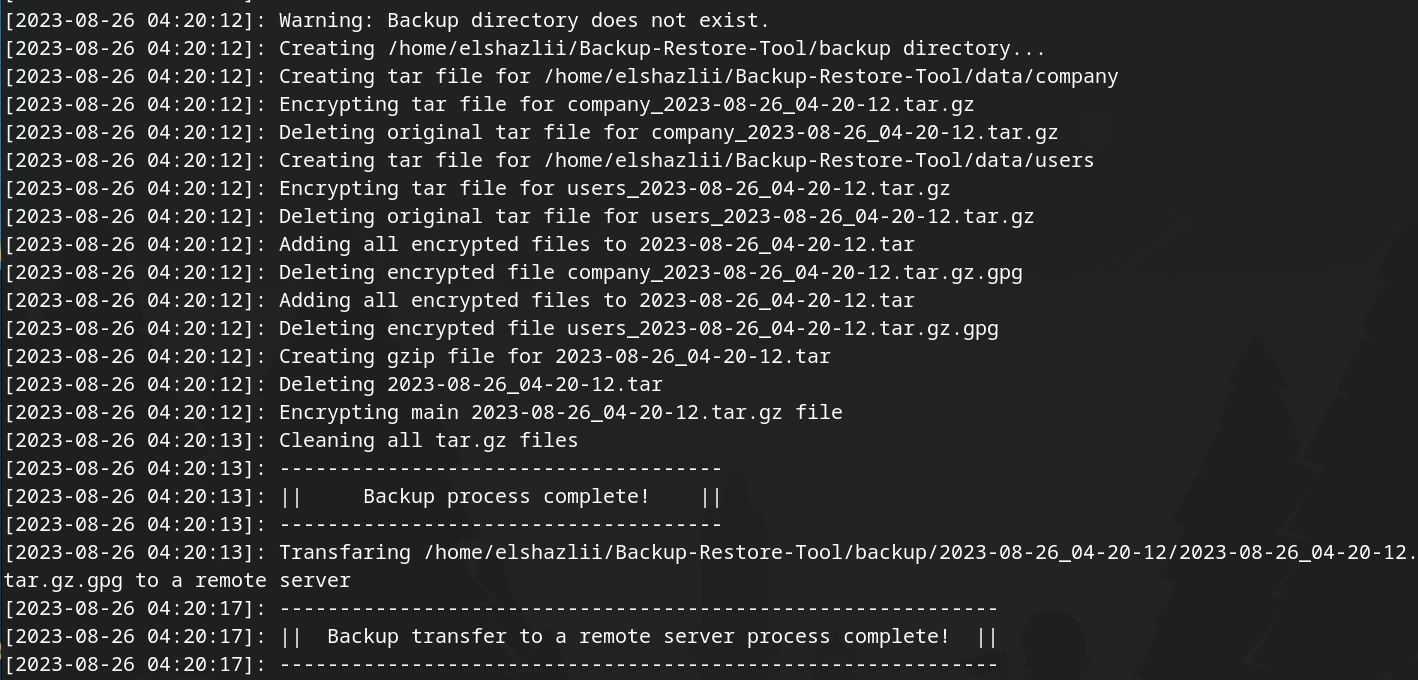 [2023-08-26 04:20:12]: Warning: Backup directory does not exist.
[2023-08-26 04:20:12]: Creating /home/elshazlii/Backup-Restore-Tool/backup directory...
[2023-08-26 04:20:12]: Creating tar file for /home/elshazlii/Backup-Restore-Tool/data/company
[2023-08-26 04:20:12]: Encrypting tar file for company_2023-08-26_04-20-12.tar.gz
[2023-08-26 04:20:12]: Deleting original tar file for company_2023-08-26_04-20-12.tar.gz
[2023-08-26 04:20:12]: Creating tar file for /home/elshazlii/Backup-Restore-Tool/data/users
[2023-08-26 04:20:12]: Encrypting tar file for users_2023-08-26_04-20-12.tar.gz
[2023-08-26 04:20:12]: Deleting original tar file for users_2023-08-26_04-20-12.tar.gz
[2023-08-26 04:20:12]: Adding all encrypted files to 2023-08-26_04-20-12.tar
[2023-08-26 04:20:12]: Deleting encrypted file company_2023-08-26_04-20-12.tar.gz.gpg
[2023-08-26 04:20:12]: Adding all encrypted files to 2023-08-26_04-20-12.tar
[2023-08-26 04:20:12]: Deleting encrypted file users_2023-08-26_04-20-12.tar.gz.gpg
[2023-08-26 04:20:12]: Creating gzip file for 2023-08-26_04-20-12.tar
[2023-08-26 04:20:12]: Deleting 2023-08-26_04-20-12.tar
[2023-08-26 04:20:12]: Encrypting main 2023-08-26_04-20-12.tar.gz file
[2023-08-26 04:20:13]: Cleaning all tar.gz files
[2023-08-26 04:20:13]: -------------------------------------
[2023-08-26 04:20:13]: ||     Backup process complete!    ||
[2023-08-26 04:20:13]: -------------------------------------
[2023-08-26 04:20:13]: Transfaring /home/elshazlii/Backup-Restore-Tool/backup/2023-08-26_04-20-12/2023-08-26_04-20-12.
tar.gz.gpg to a remote server
[2023-08-26 04:20:17]: ------------------------------------------------------------
[2023-08-26 04:20:17]: ||  Backup transfer to a remote server process complete!  ||
[2023-08-26 04:20:17]: ------------------------------------------------------------